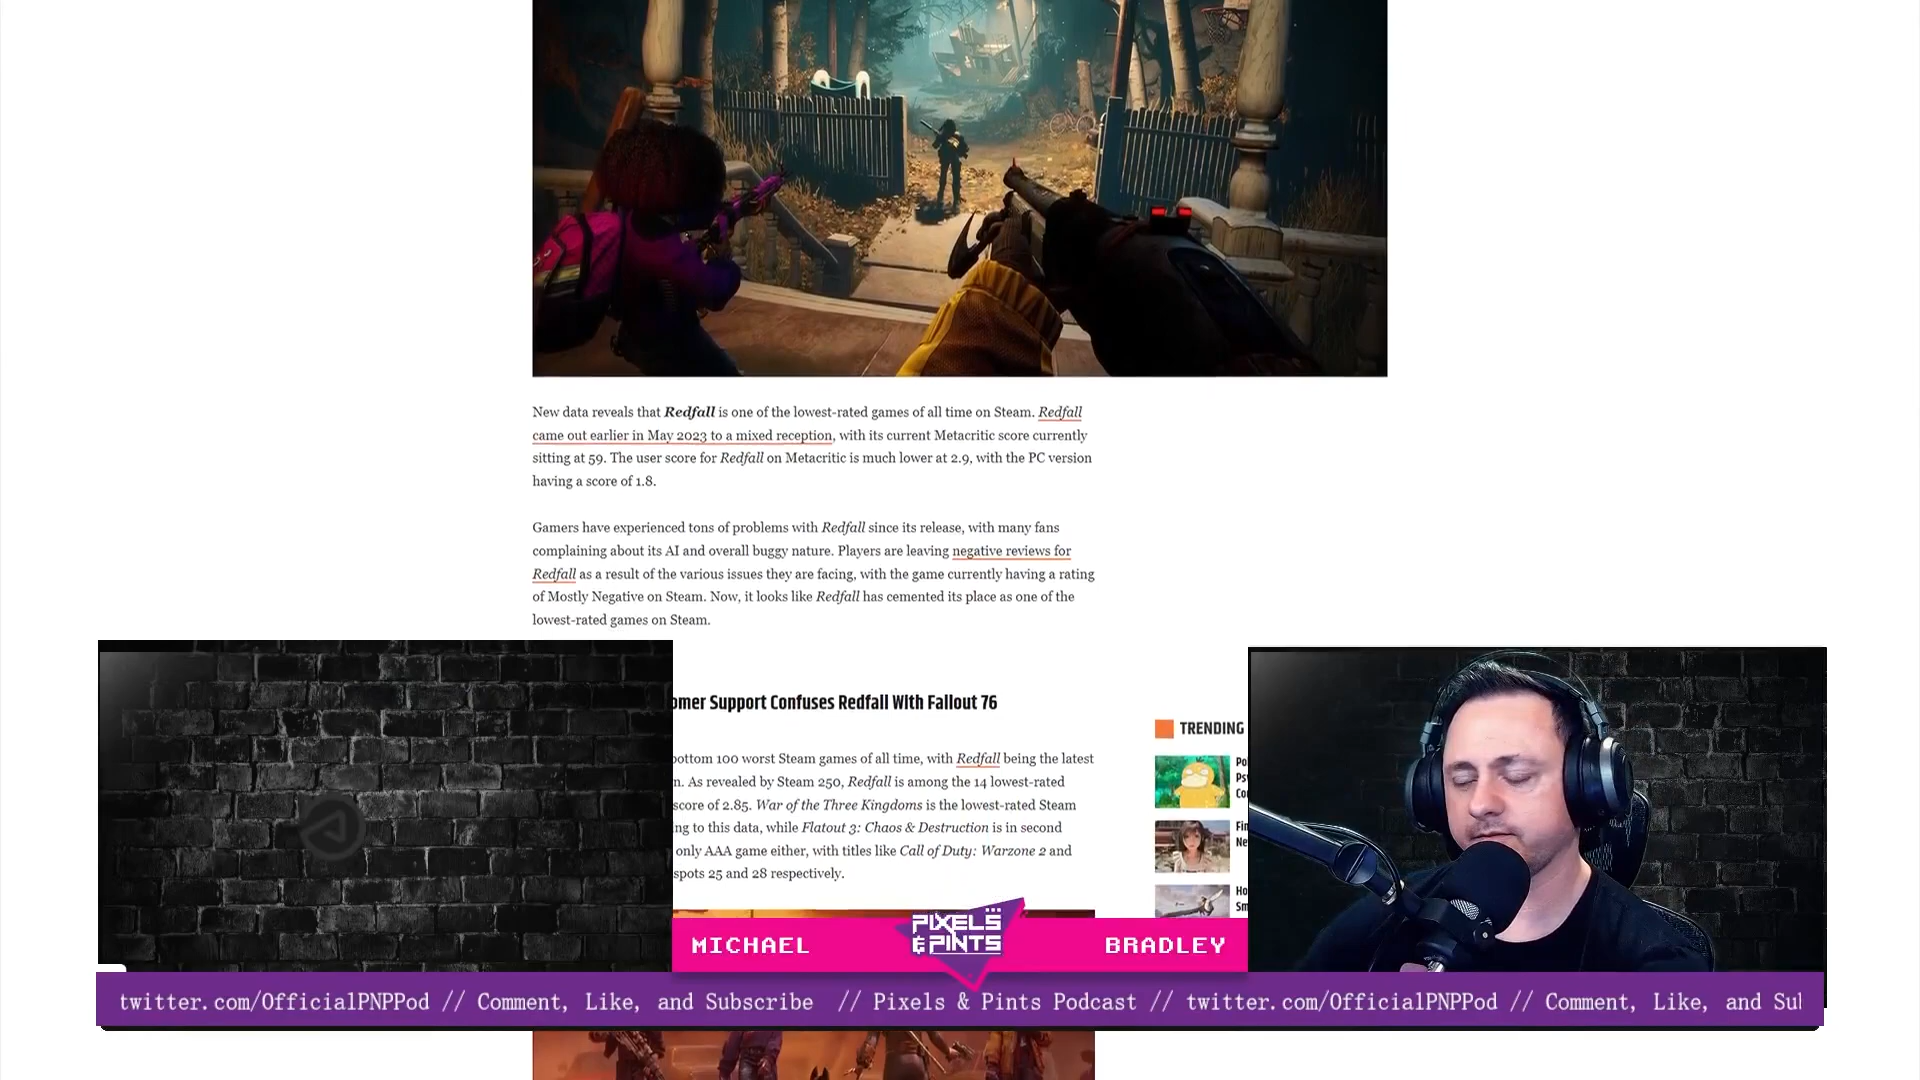 New data reveals that Redfall is one of the lowest-rated games of all time on Steam. Redfall
came out earlier in May 2023 to a mixed reception, with its current Metacritic score currently
sitting at 59. The user score for Redfall on Metacritic is much lower at 2.9, with the PC version
having a score of 1.8.
Gamers have experienced tons of problems with Redfall since its release, with many fans
complaining about its AI and overall buggy nature. Players are leaving negative reviews for
Redfall as a result of the various issues they are facing, with the game currently having a rating
of Mostly Negative on Steam. Now, it looks like Redfall has cemented its place as one of the
lowest-rated games on Steam.
omer Support Confuses Redfall With Fallout 76
bottom 100 worst Steam games of all time, with Redfall being the latest
n. As revealed by Steam 250, Redfall is among the 14 lowest-rated
score of 2.85. War of the Three Kingdoms is the lowest-rated Steam
ng to this data, while Flatout 3: Chaos & Destruction is in second
only AAA game either, with titles like Call of Duty: Warzone 2 and
spots 25 and 28 respectively.
TRENDING
Po
Psy
Co
Fin
Ne
Ho
Sm
MICHAEL
PIXELS
& PINTS
BRADLEY
twitter.com/OfficialPNPPod // Comment, Like, and Subscribe // Pixels & Pints Podcast // twitter.com/OfficialPNPPod // Comment, Like, and Sub